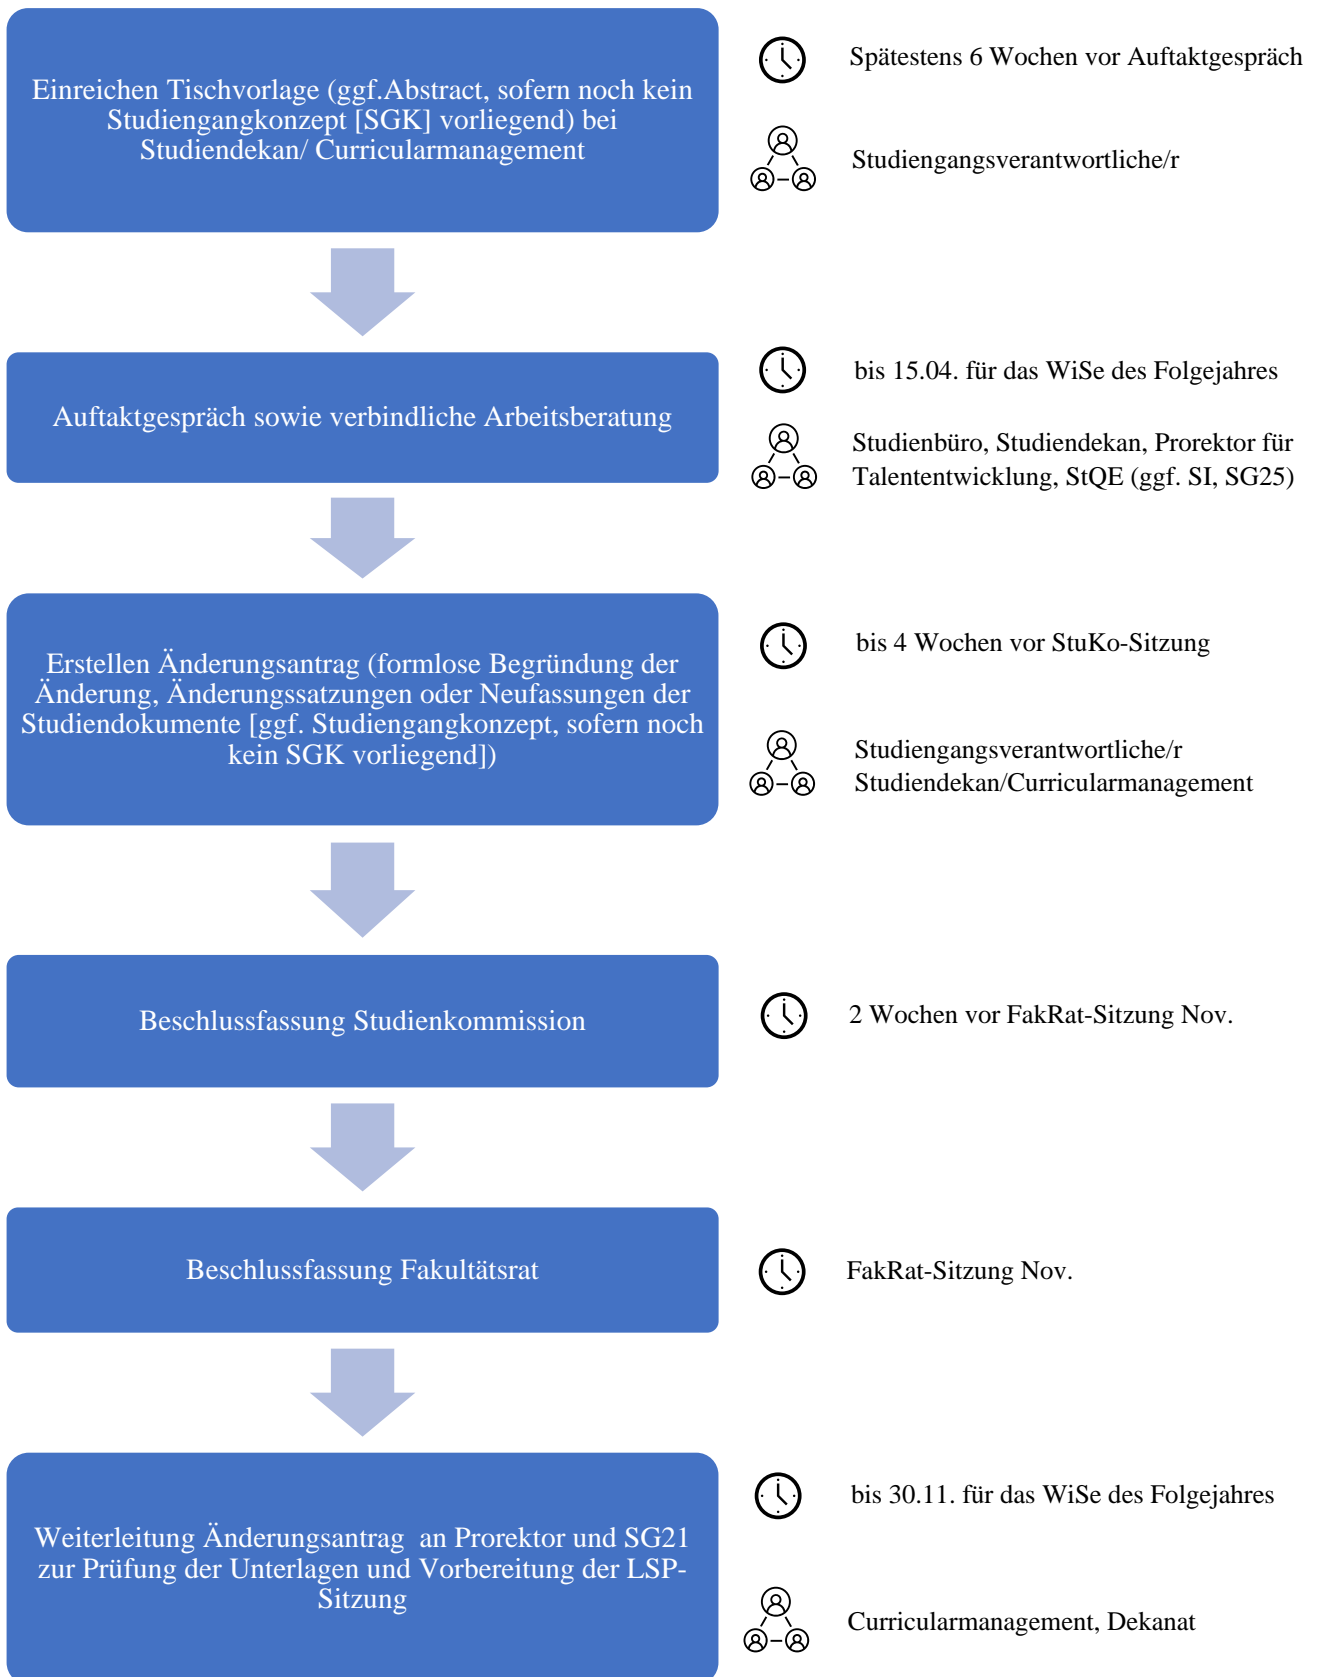 Einreichen Tischvorlage (ggf.Abstract, sofern noch kein
Studiengangkonzept [SGK] vorliegend) bei
Studiendekan/ Curricularmanagement
Spätestens 6 Wochen vor Auftaktgespräch
Studiengangsverantwortliche/r
Auftaktgespräch sowie verbindliche Arbeitsberatung
bis 15.04. für das WiSe des Folgejahres
Studienbüro, Studiendekan, Prorektor für
Talententwicklung, StQE (ggf. SI, SG25)
Erstellen Änderungsantrag (formlose Begründung der
Änderung, Änderungssatzungen oder Neufassungen der
Studiendokumente [ggf. Studiengangkonzept, sofern noch
kein SGK vorliegend])
bis 4 Wochen vor StuKo-Sitzung
Studiengangsverantwortliche/r
Studiendekan/Curricularmanagement
Beschlussfassung Studienkommission
2 Wochen vor FakRat-Sitzung Nov.
Beschlussfassung Fakultätsrat
FakRat-Sitzung Nov.
Weiterleitung Änderungsantrag  an Prorektor und SG21
zur Prüfung der Unterlagen und Vorbereitung der LSP-
Sitzung
bis 30.11. für das WiSe des Folgejahres
Curricularmanagement, Dekanat